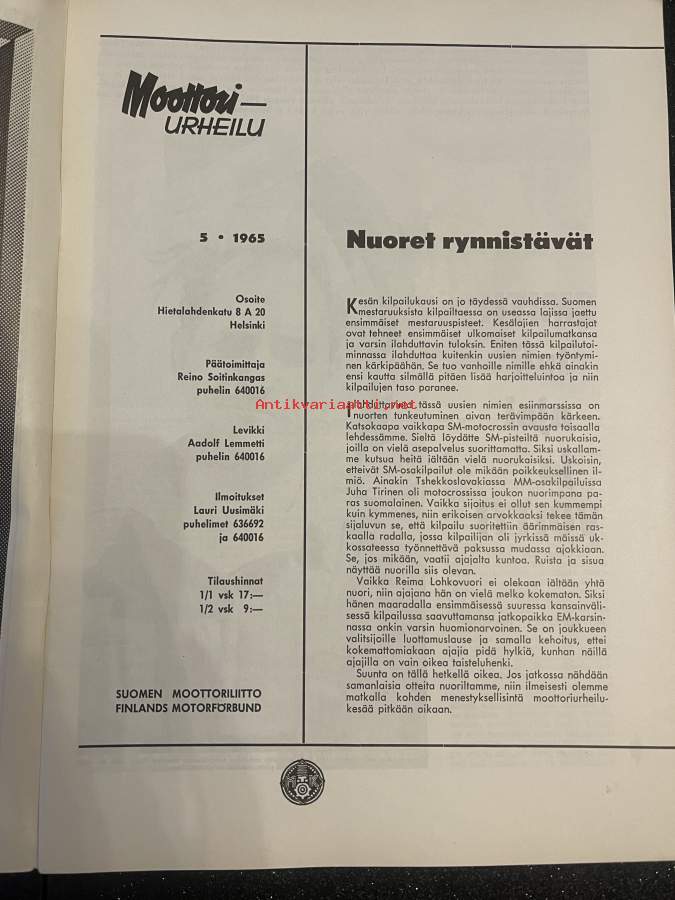 Moottori—
URHEILU
5 • 1965
Osoite
Hietalahdenkatu 8 A 20
Helsinki
Päätoimittaja
Reino Soitinkangas
puhelin 640016
Levikki
Aadolf Lemmetti
puhelin 640016
Ilmoitukset
Lauri Uusimäki
puhelimet 636692
ja 640016
Tilaushinnat
1/1 vsk 17:—
1/2 vsk 9:—
SUOMEN MOOTTORILIITTO
FINLANDS MOTORFÖRBUND
Nuoret rynnistävät
Kesän kilpailukausi on jo täydessä vauhdissa. Suomen
mestaruuksista kilpailtaessa on useassa lajissa jaettu
ensimmäiset mestaruuspisteet. Kesälajien harrastajat
ovat tehneet ensimmäiset ulkomaiset kilpailumatkansa
ja varsin ilahduttavin tuloksin. Eniten tässä kilpailutoi-
minnassa ilahduttaa kuitenkin uusien nimien työntymi-
nen kärkipäähän. Se tuo vanhoille nimille ehkä ainakin
ensi kautta silmällä pitäen lisää harjoitteluintoa ja niin
kilpailujen taso paranee.
Antikvariaatti.net
Ilahduttavina tässä uusien nimien esiinmarssissa on
nuorten tunkeutuminen aivan terävimpään kärkeen.
Katsokaapa vaikkapa SM-motocrossin avausta toisaalla
lehdessämme. Sieltä löydätte SM-pisteiltä nuorukaisia,
joilla on vielä asepalvelus suorittamatta. Siksi uskallam-
me kutsua heitä iältään vielä nuorukaisiksi. Uskoisin,
etteivät SM-osakilpailut ole mikään poikkeuksellinen il-
miö. Ainakin Tshekkoslovakiassa MM-osakilpailuissa
Juha Tirinen oli motocrossissa joukon nuorimpana pa-
ras suomalainen. Vaikka sijoitus ei ollut sen kummempi
kuin kymmenes, niin erikoisen arvokkaaksi tekee tämän
sijaluvun se, että kilpailu suoritettiin äärimmäisen ras-
kaalla radalla, jossa kilpailijan oli jyrkissä mäissä uk-
kossateessa työnnettävä paksussa mudassa ajokkiaan.
Se, jos mikään, vaatii ajajalta kuntoa. Ruista ja sisua
näyttää nuorilla siis olevan.
Vaikka Reima Lohkovuori ei olekaan iältään yhtä
nuori, niin ajajana hän on vielä melko kokematon. Siksi
hänen maaradalla ensimmäisessä suuressa kansainväli-
sessä kilpailussa saavuttamansa jatkopaikka EM-karsin-
nassa onkin varsin huomionarvoinen. Se on joukkueen
valitsijoille luottamuslause ja samalla kehoitus, ettei
kokemattomiakaan ajajia pidä hylkiä, kunhan näillä
ajajilla on vain oikea taisteluhenki.
Suunta on tällä hetkellä oikea. Jos jatkossa nähdään
samanlaisia otteita nuoriltamme, niin ilmeisesti olemme
matkalla kohden menestyksellisintä moottoriurheilu-
kesää pitkään aikaan.